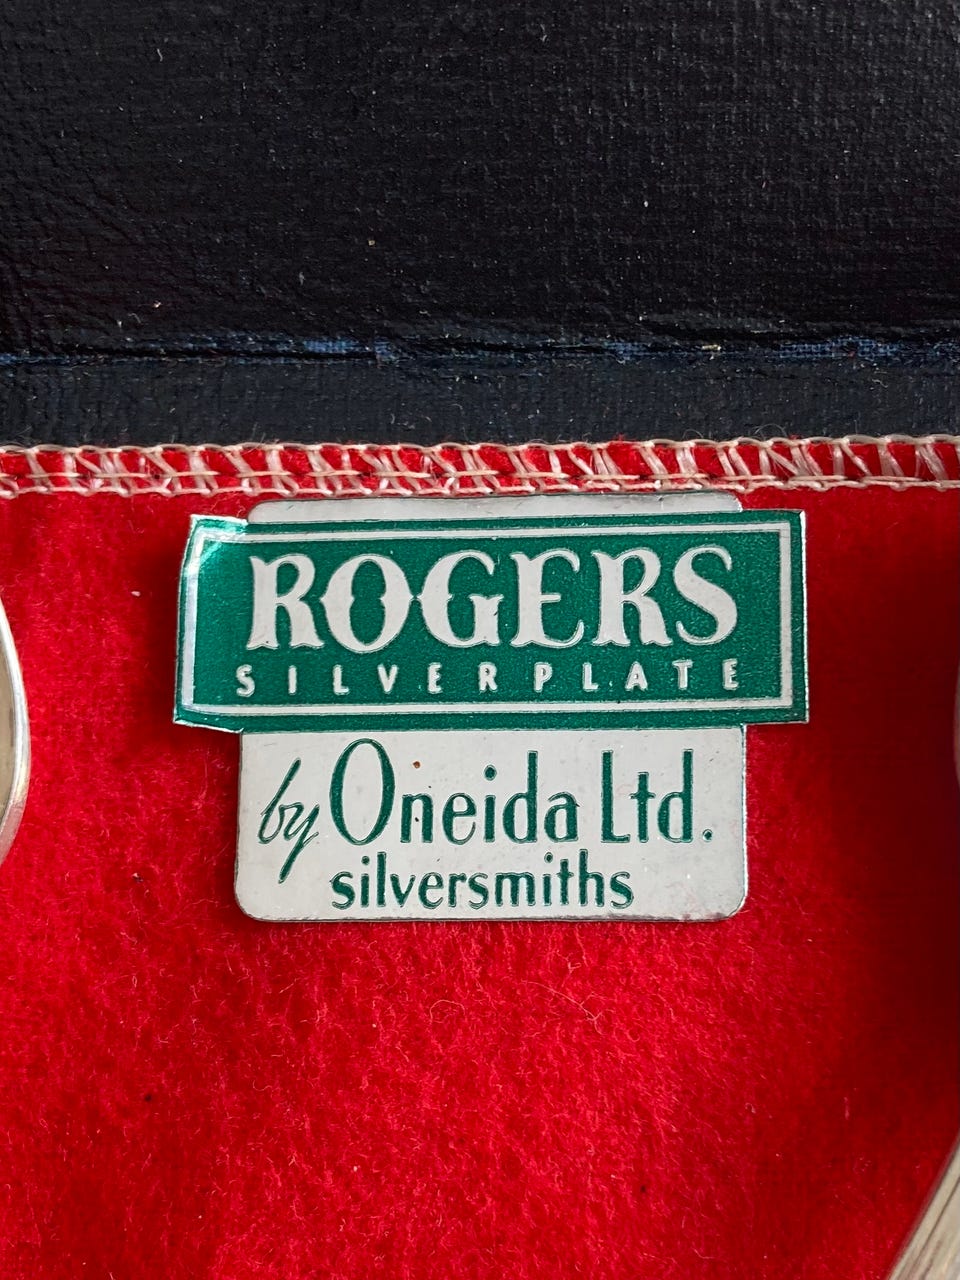 ROGERS
SILVERPLATE
by Oneida Ltd.
silversmiths